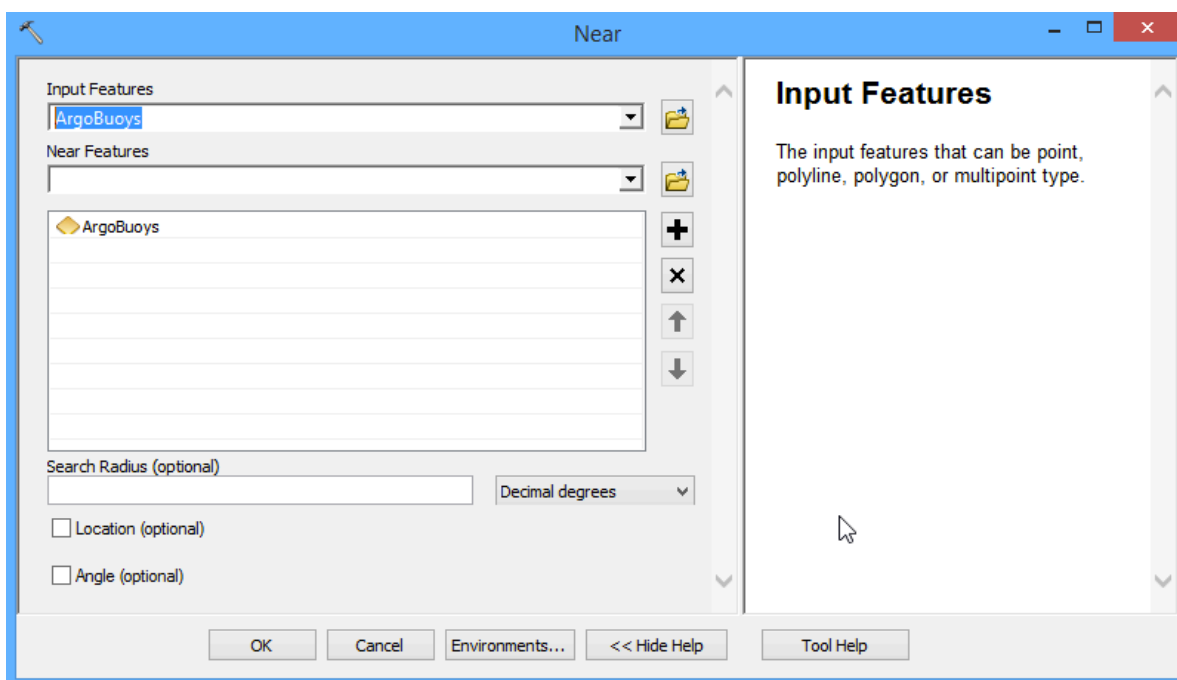 Near
Input Features
ArgoBuoys
Near Features
ArgoBuoys
Search Radius (optional)
Decimal degrees
Location (optional)
Angle (optional)
OK
Cancel
Environments...
<< Hide Help
Input Features
The input features that can be point,
polyline, polygon, or multipoint type.
Tool Help